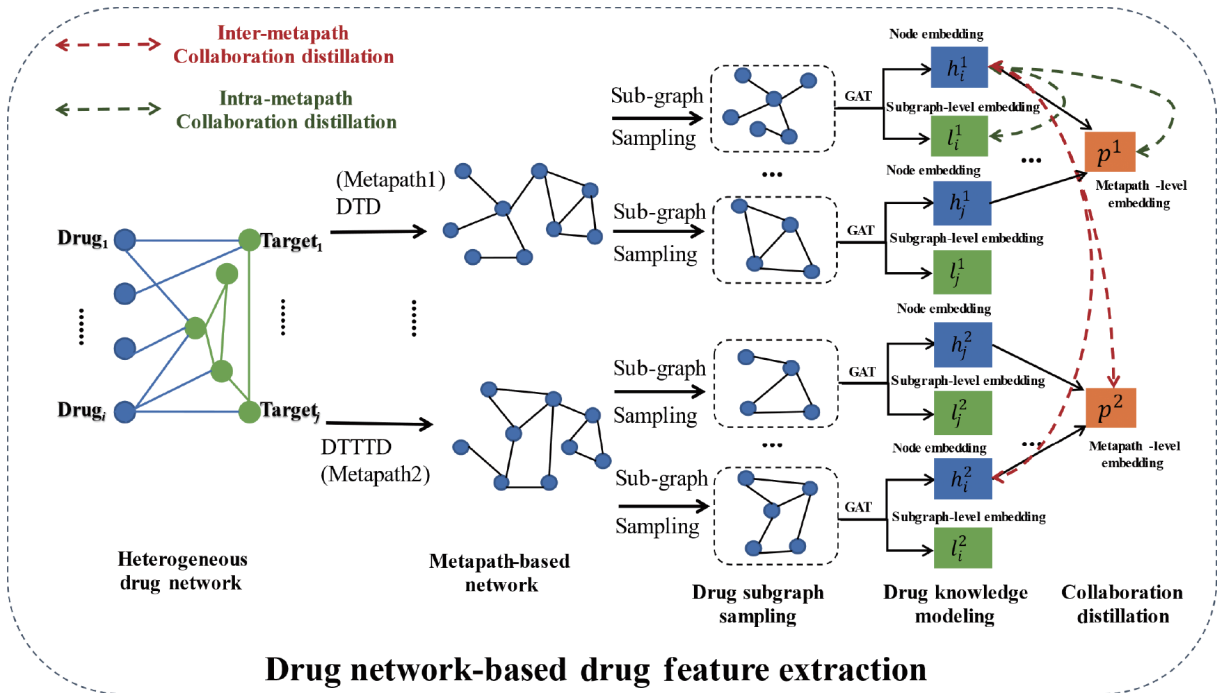 Inter-metapath
Collaboration distillation
Intra-metapath
Collaboration distillation
Drug1
Target1
Drugi
Targetj
Heterogeneous
drug network
(Metapath1)
DTD
DTTTD
(Metapath2)
Metapath-based
network
Sub-graph
Sampling
Sub-graph
Sampling
Sub-graph
Sampling
Sub-graph
Sampling
Drug subgraph
sampling
GAT
Node embedding
h_i^1
Subgraph-level embedding
l_i^1
GAT
Node embedding
h_j^1
Subgraph-level embedding
l_j^1
GAT
Node embedding
h_j^2
Subgraph-level embedding
l_j^2
GAT
Node embedding
h_i^2
Subgraph-level embedding
l_i^2
Drug knowledge
modeling
p^1
Metapath -level
embedding
p^2
Metapath -level
embedding
Collaboration
distillation
Drug network-based drug feature extraction